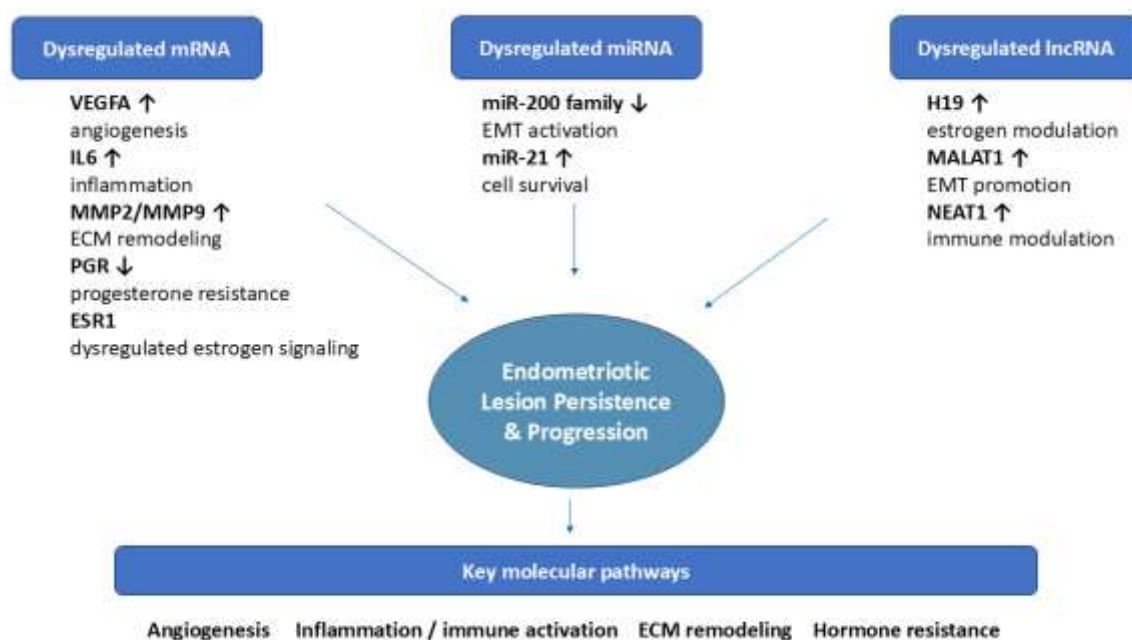 Dysregulated mRNA
VEGFA ↑
angiogenesis
IL6 ↑
inflammation
MMP2/MMP9 ↑
ECM remodeling
PGR ↓
progesterone resistance
ESR1
dysregulated estrogen signaling
Dysregulated miRNA
miR-200 family ↓
EMT activation
miR-21 ↑
cell survival
Dysregulated lncRNA
H19 ↑
estrogen modulation
MALAT1 ↑
EMT promotion
NEAT1 ↑
immune modulation
Endometriotic
Lesion Persistence
& Progression
Key molecular pathways
Angiogenesis Inflammation / immune activation ECM remodeling Hormone resistance